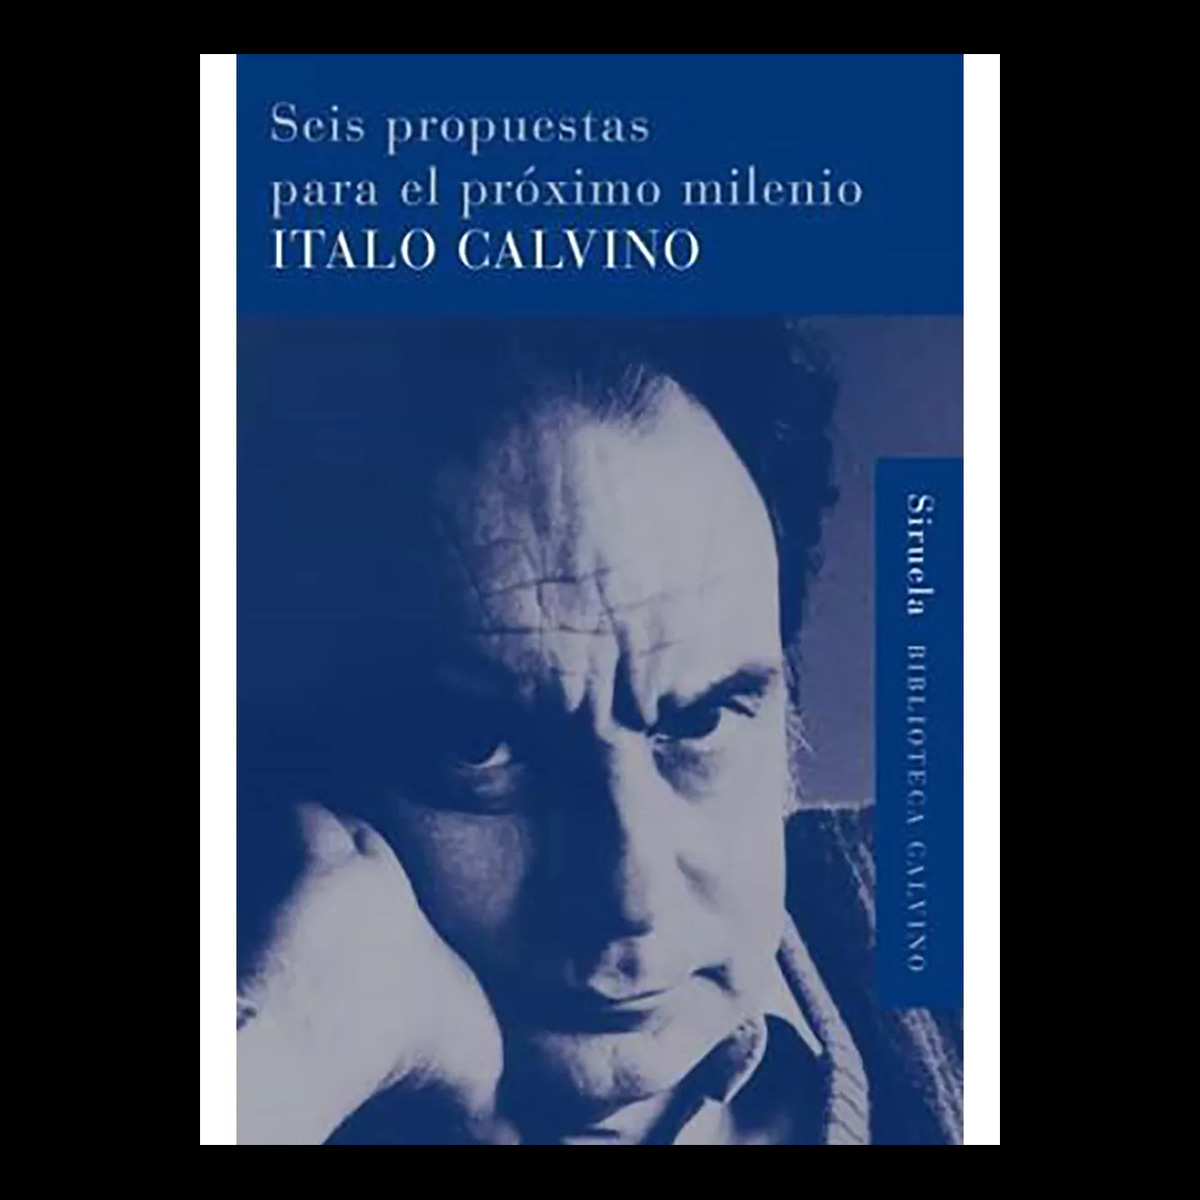 Seis propuestas
para el próximo milenio
ITALO CALVINO
Siruela BIBLIOTECA CALVINO